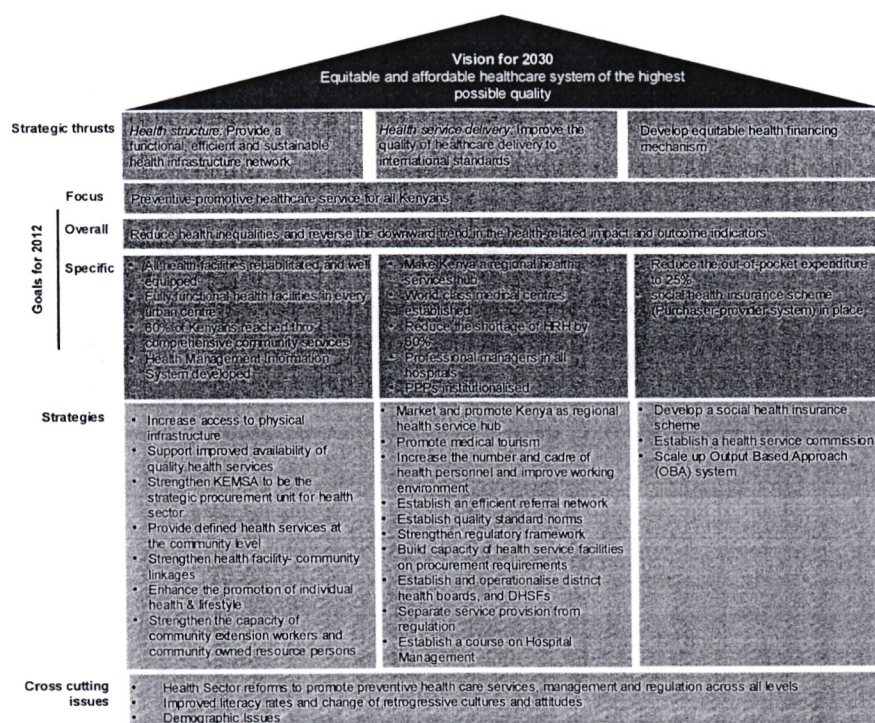 Vision for 2030
Equitable and affordable healthcare system of the highest
possible quality
Strategic thrusts
Health structure: Provide a
functional, efficient and sustainable
health infrastructure network
Health service delivery: Improve the
quality of healthcare delivery to
international standards
Develop equitable health financing
mechanism
Goals for 2012
Focus
Preventive-promotive healthcare service for all Kenyans
Overall
Reduce health inequalities and reverse the downward trend in the health-related impact and outcome indicators
Specific
• All health facilities rehabilitated and well
equipped
• Fully functional health facilities in every
urban centre
• 60% of Kenyans reached thro'
comprehensive community services
• Health Management Information
System developed
• Make Kenya a regional health
services hub
• World class medical centres
established
• Reduce the shortage of HRH by
60%
• Professional managers in all
hospitals
• PPPs institutionalised
• Reduce the out-of-pocket expenditure
to 25%
• social health insurance scheme
(Purchaser-provider system) in place
Strategies
• Increase access to physical
infrastructure
• Support improved availability of
quality health services
• Strengthen KEMSA to be the
strategic procurement unit for health
sector
• Provide defined health services at
the community level
• Strengthen health facility- community
linkages
• Enhance the promotion of individual
health & lifestyle
• Strengthen the capacity of
community extension workers and
community owned resource persons
• Market and promote Kenya as regional
health service hub
• Promote medical tourism
• Increase the number and cadre of
health personnel and improve working
environment
• Establish an efficient referral network
• Establish quality standard norms
• Strengthen regulatory framework
• Build capacity of health service facilities
on procurement requirements
• Establish and operationalise district
health boards, and DHSFs
• Separate service provision from
regulation
• Establish a course on Hospital
Management
• Develop a social health insurance
scheme
• Establish a health service commission
• Scale up Output Based Approach
(OBA) system
Cross cutting
issues
• Health Sector reforms to promote preventive health care services, management and regulation across all levels
• Improved literacy rates and change of retrogressive cultures and attitudes
• Demographic Issues